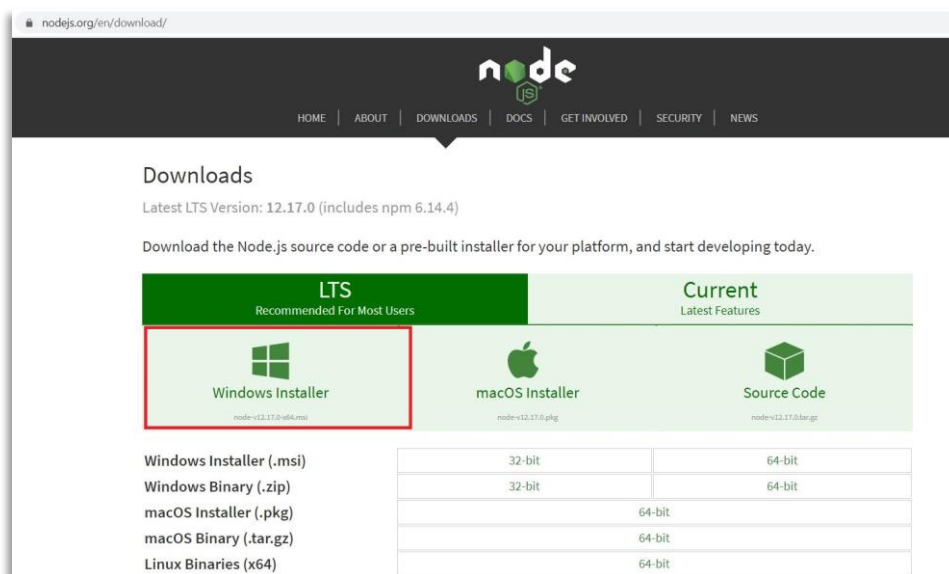 nodejs.org/en/download/
node
JS
HOME | ABOUT | DOWNLOADS | DOCS | GET INVOLVED | SECURITY | NEWS
Downloads
Latest LTS Version: 12.17.0 (includes npm 6.14.4)
Download the Node.js source code or a pre-built installer for your platform, and start developing today.
LTS Current
Recommended For Most Users Latest Features
Windows Installer macOS Installer Source Code
node-v12.17.0-x64.msi node-v12.17.0.pkg node-v12.17.0.tar.gz
Windows Installer (.msi) 32-bit 64-bit
Windows Binary (.zip) 32-bit 64-bit
macOS Installer (.pkg) 64-bit
macOS Binary (.tar.gz) 64-bit
Linux Binaries (x64) 64-bit